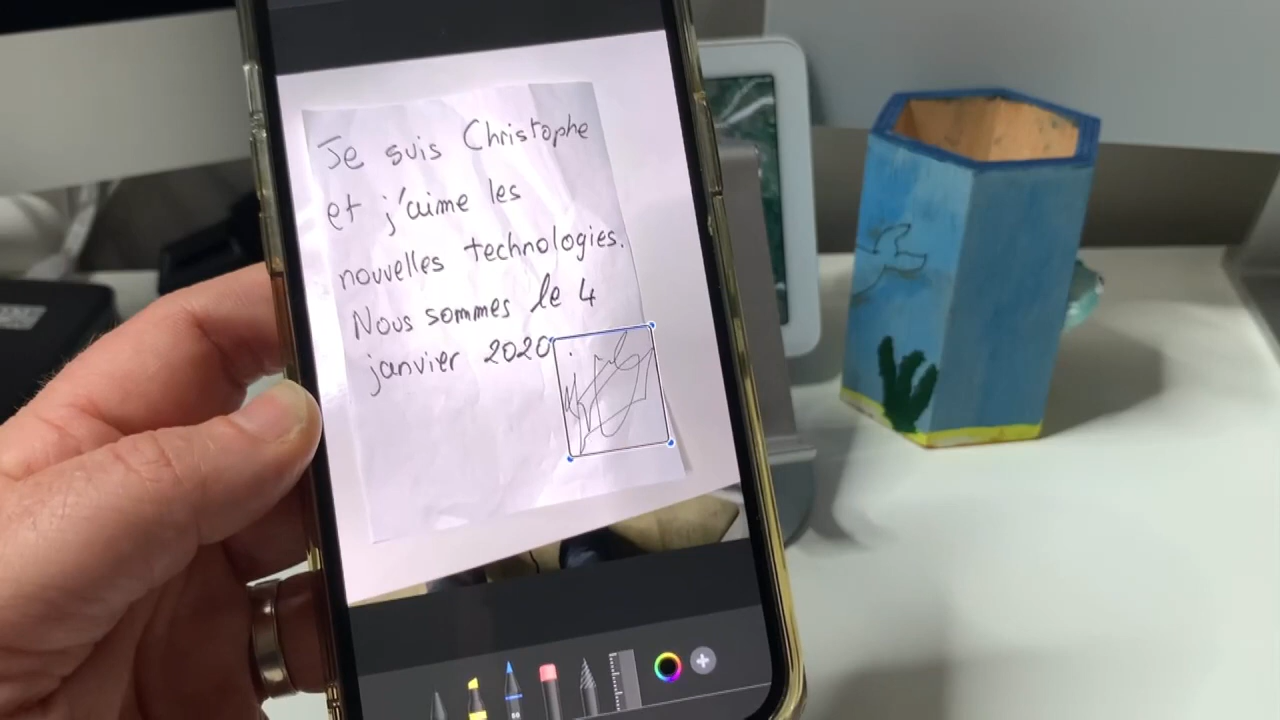 Je suis Christophe
et j'aime les
nouvelles technologies.
Nous sommes le 4
janvier 2020.